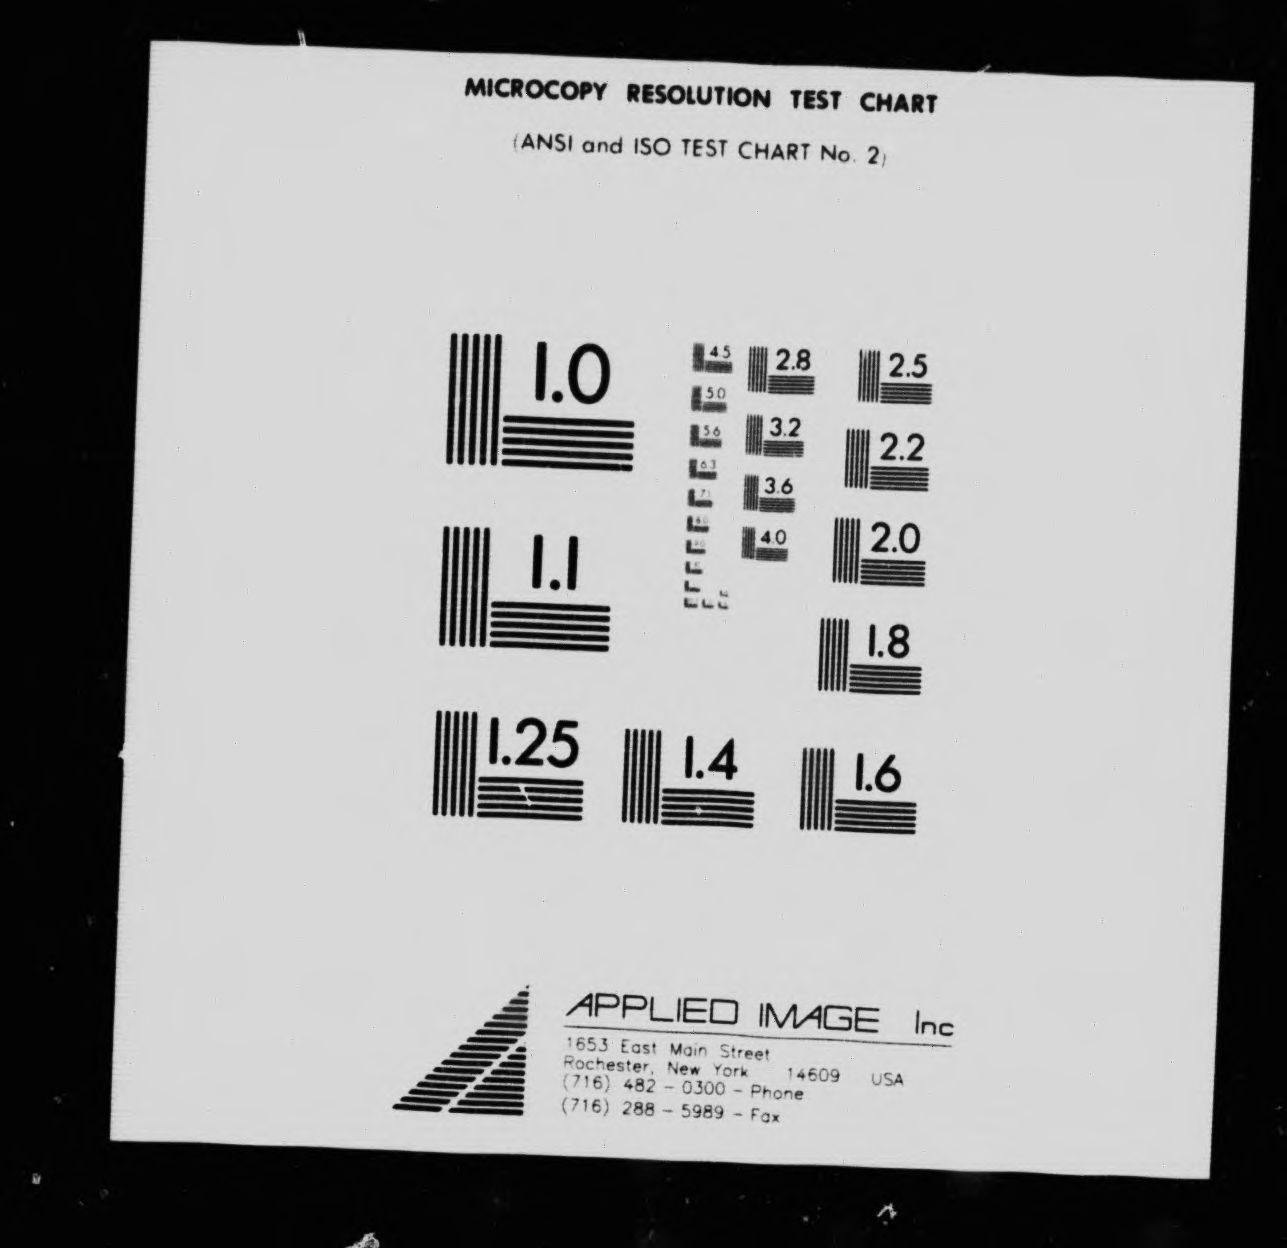 MICROCOPY RESOLUTION TEST CHART
(ANSI and ISO TEST CHART No. 2)
1.0
1.1
1.25
1.4
1.6
1.8
2.0
2.2
2.5
2.8
3.2
3.6
4.0
4.5
5.0
5.6
6.3
7.1
APPLIED IMAGE Inc
1653 East Main Street
Rochester, New York 14609 USA
(716) 482 - 0300 - Phone
(716) 288 - 5989 - Fax